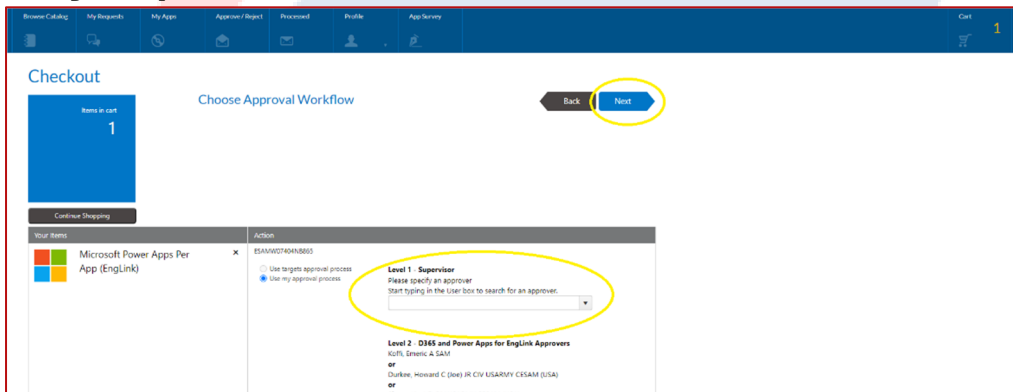 Browse Catalog My Requests My Apps Approve / Reject Processed Profile App Survey Cart
1
Checkout
Items in cart
1
Choose Approval Workflow
Back Next
Continue Shopping
Your Items Action
Microsoft Power Apps Per App (EngLink) ×
ESAMW07404NB865
Use targets approval process
Use my approval process
Level 1 - Supervisor
Please specify an approver
Start typing in the User box to search for an approver.
Level 2 - D365 and Power Apps for EngLink Approvers
Koffi, Emeric A SAM
or
Durkee, Howard C (Joe) JR CIV USARMY CESAM (USA)
or